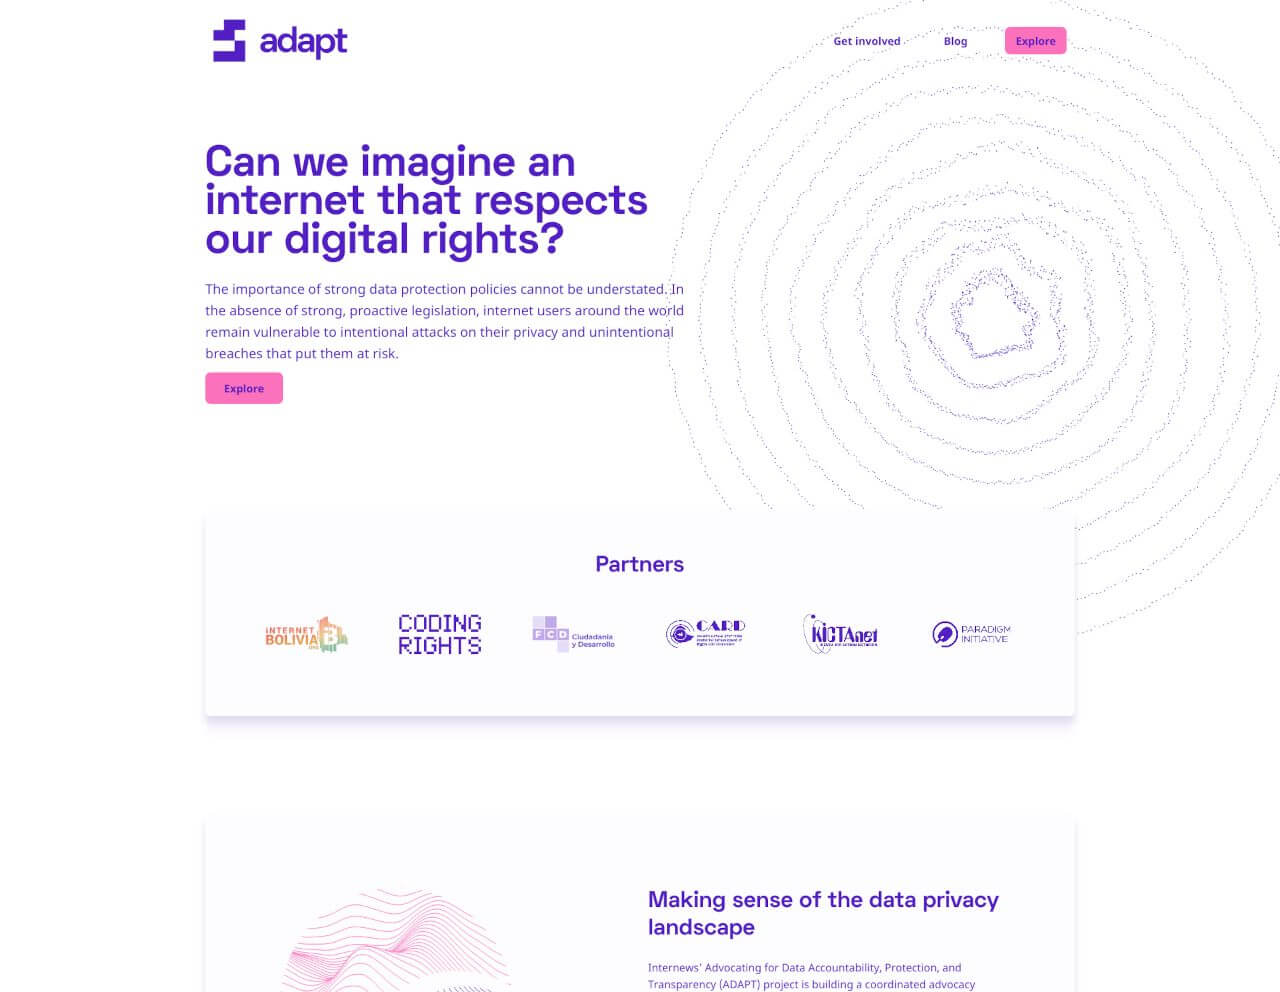 adapt
Get involved
Blog
Explore
Can we imagine an
internet that respects
our digital rights?
The importance of strong data protection policies cannot be understated. In
the absence of strong, proactive legislation, internet users around the world
remain vulnerable to intentional attacks on their privacy and unintentional
breaches that put them at risk.
Explore
Partners
INTERNET
BOLIVIA
CODING
RIGHTS
FCD
Ciudadanía
y Desarrollo
CARD
KICTAnet
PARADIGM
INITIATIVE
Making sense of the data privacy
landscape
Internews' Advocating for Data Accountability, Protection, and
Transparency (ADAPT) project is building a coordinated advocacy